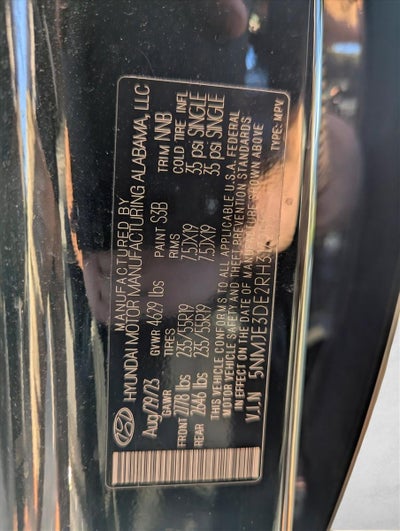 MANUFACTURED BY
HYUNDAI MOTOR MANUFACTURING ALABAMA, LLC
Aug/29/23 GVWR 4629 lbs PAINT S3B TRIM NNB
GAWR TIRES RIMS COLD TIRE INFL
FRONT 2778 lbs 235/55R19 7.5JX19 35 psi SINGLE
REAR 2646 lbs 235/55R19 7.5JX19 35 psi SINGLE
THIS VEHICLE CONFORMS TO ALL APPLICABLE U.S.A. FEDERAL
MOTOR VEHICLE SAFETY, THEFT PREVENTION STANDARDS
IN EFFECT ON THE DATE OF MANUFACTURE SHOWN ABOVE
V.I.N 5NMJE3DE2RH3 TYPE: MPV